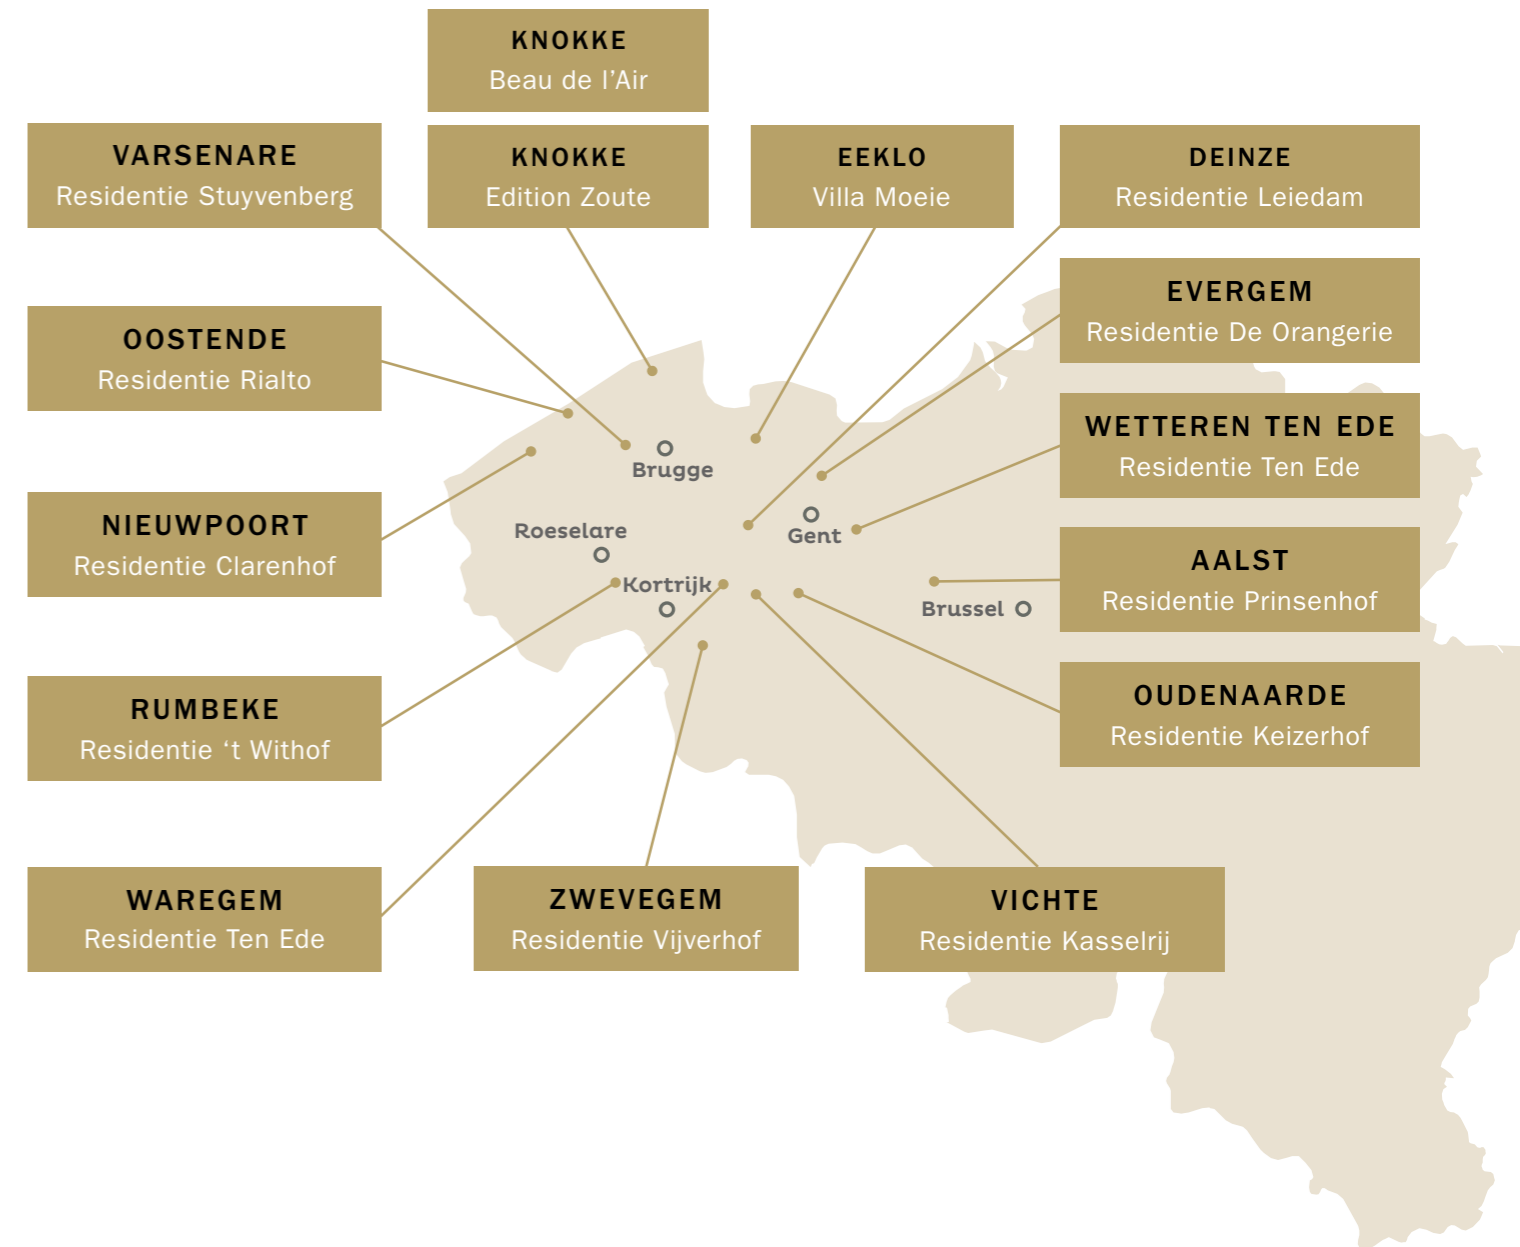 KNOKKE
Beau de l’Air
VARSENARE
Residentie Stuyvenberg
KNOKKE
Edition Zoute
EEKLO
Villa Moeie
DEINZE
Residentie Leiedam
OOSTENDE
Residentie Rialto
EVERGEM
Residentie De Orangerie
WETTEREN TEN EDE
Residentie Ten Ede
Brugge
NIEUWPOORT
Residentie Clarenhof
Roeselare
Gent
Kortrijk
AALST
Residentie Prinsenhof
Brussel
RUMBEKE
Residentie ‘t Withof
OUDENAARDE
Residentie Keizerhof
WAREGEM
Residentie Ten Ede
ZWEVEGEM
Residentie Vijverhof
VICHTE
Residentie Kasselrij